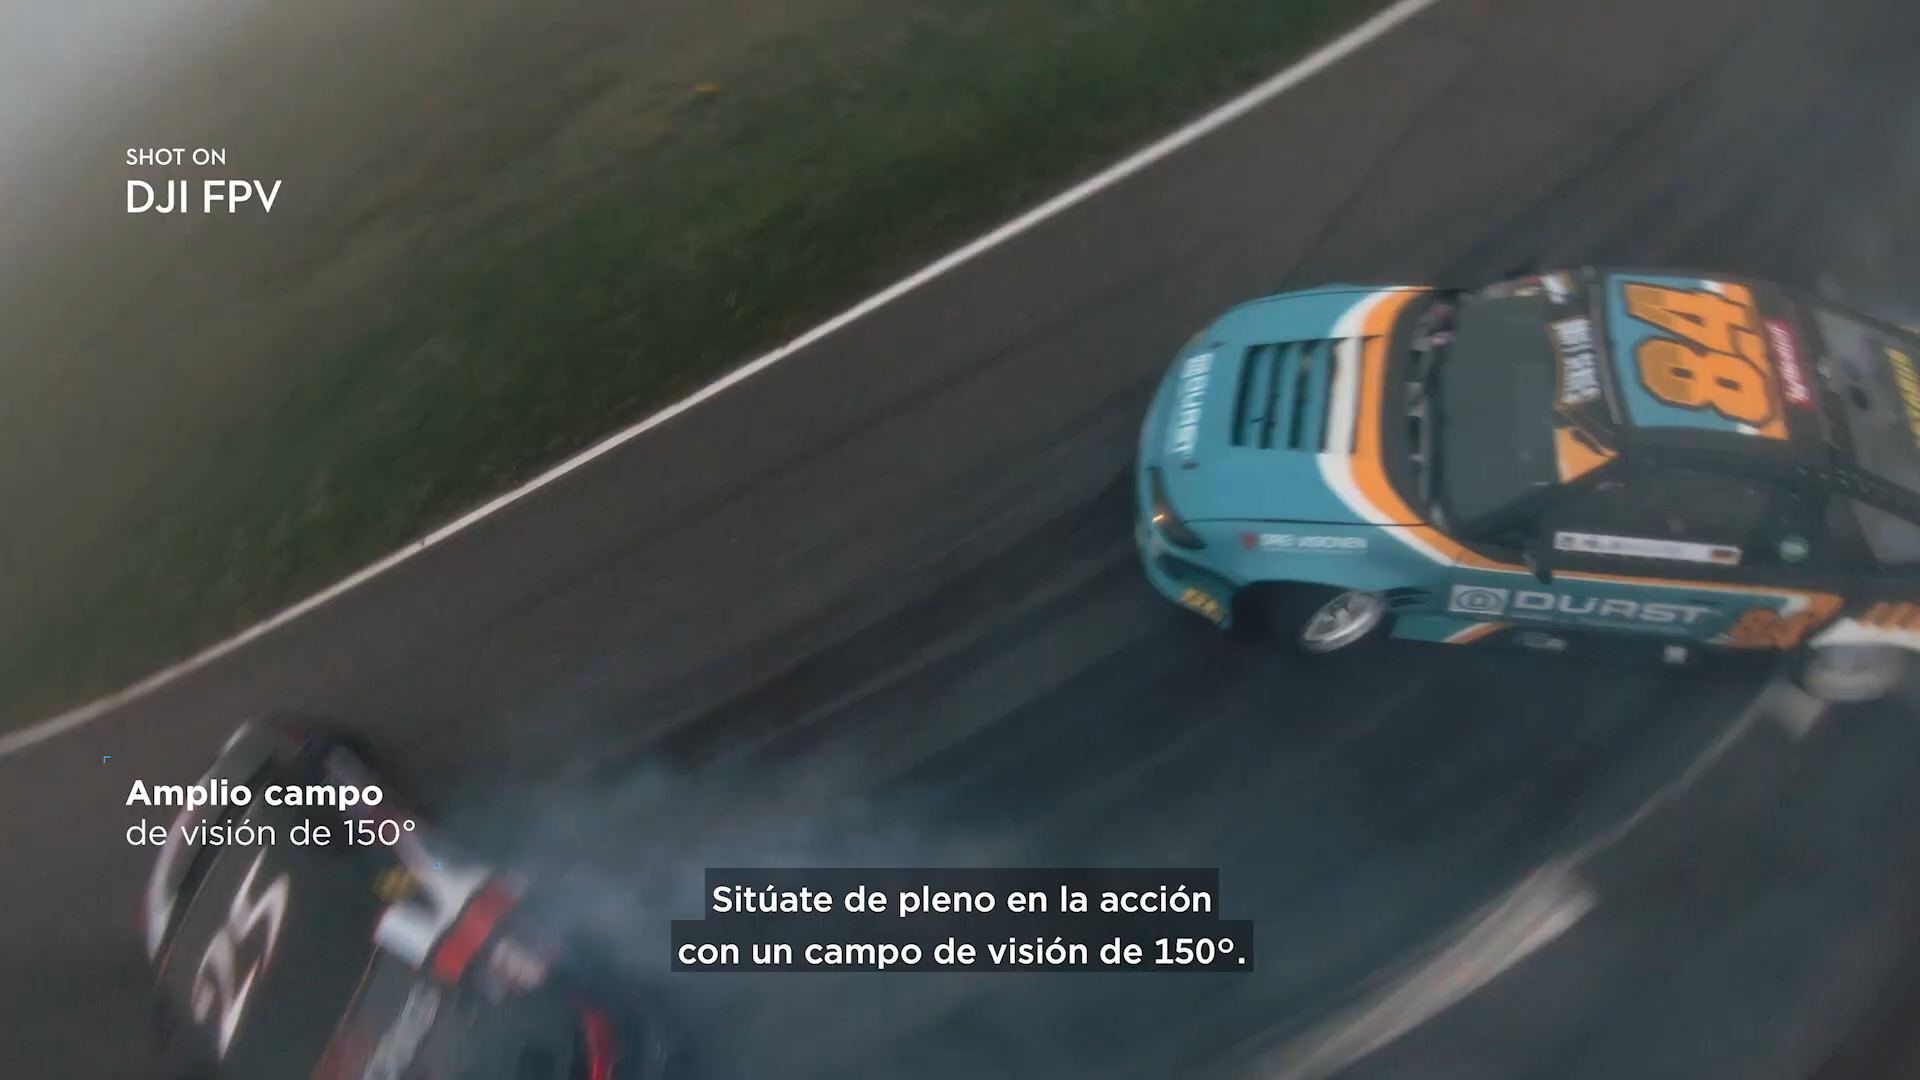 SHOT ON
DJI FPV
84
DURST
DURST
Amplio campo
de visión de 150°
Sitúate de pleno en la acción
con un campo de visión de 150°.